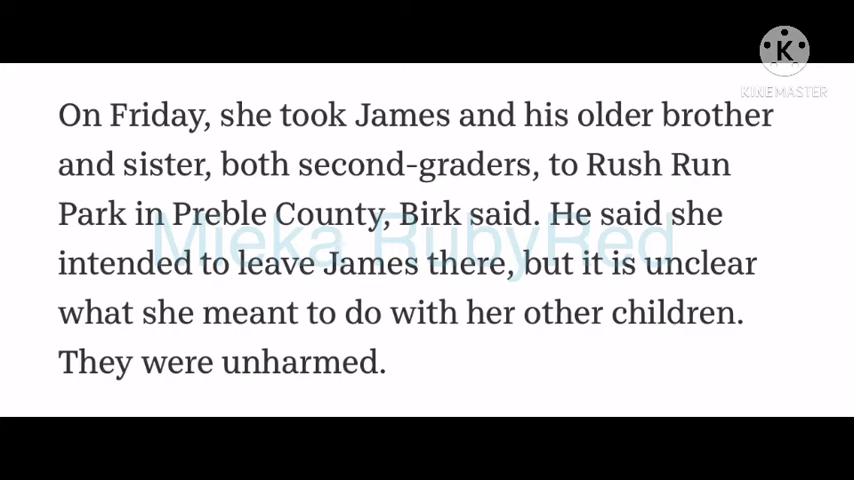 KINEMASTER
On Friday, she took James and his older brother
and sister, both second-graders, to Rush Run
Park in Preble County, Birk said. He said she
Mieka RubyRed
intended to leave James there, but it is unclear
what she meant to do with her other children.
They were unharmed.